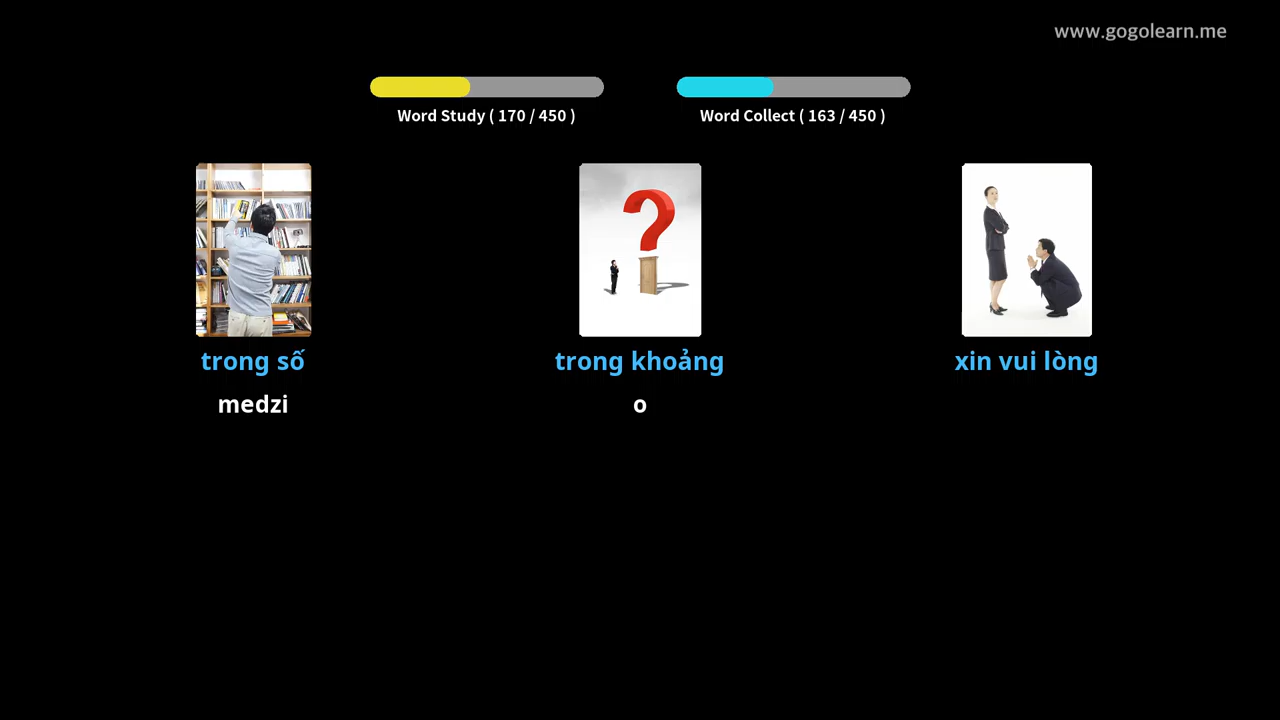 www.gogolearn.me
Word Study ( 170 / 450 )
Word Collect ( 163 / 450 )
trong số
trong khoảng
xin vui lòng
medzi
o